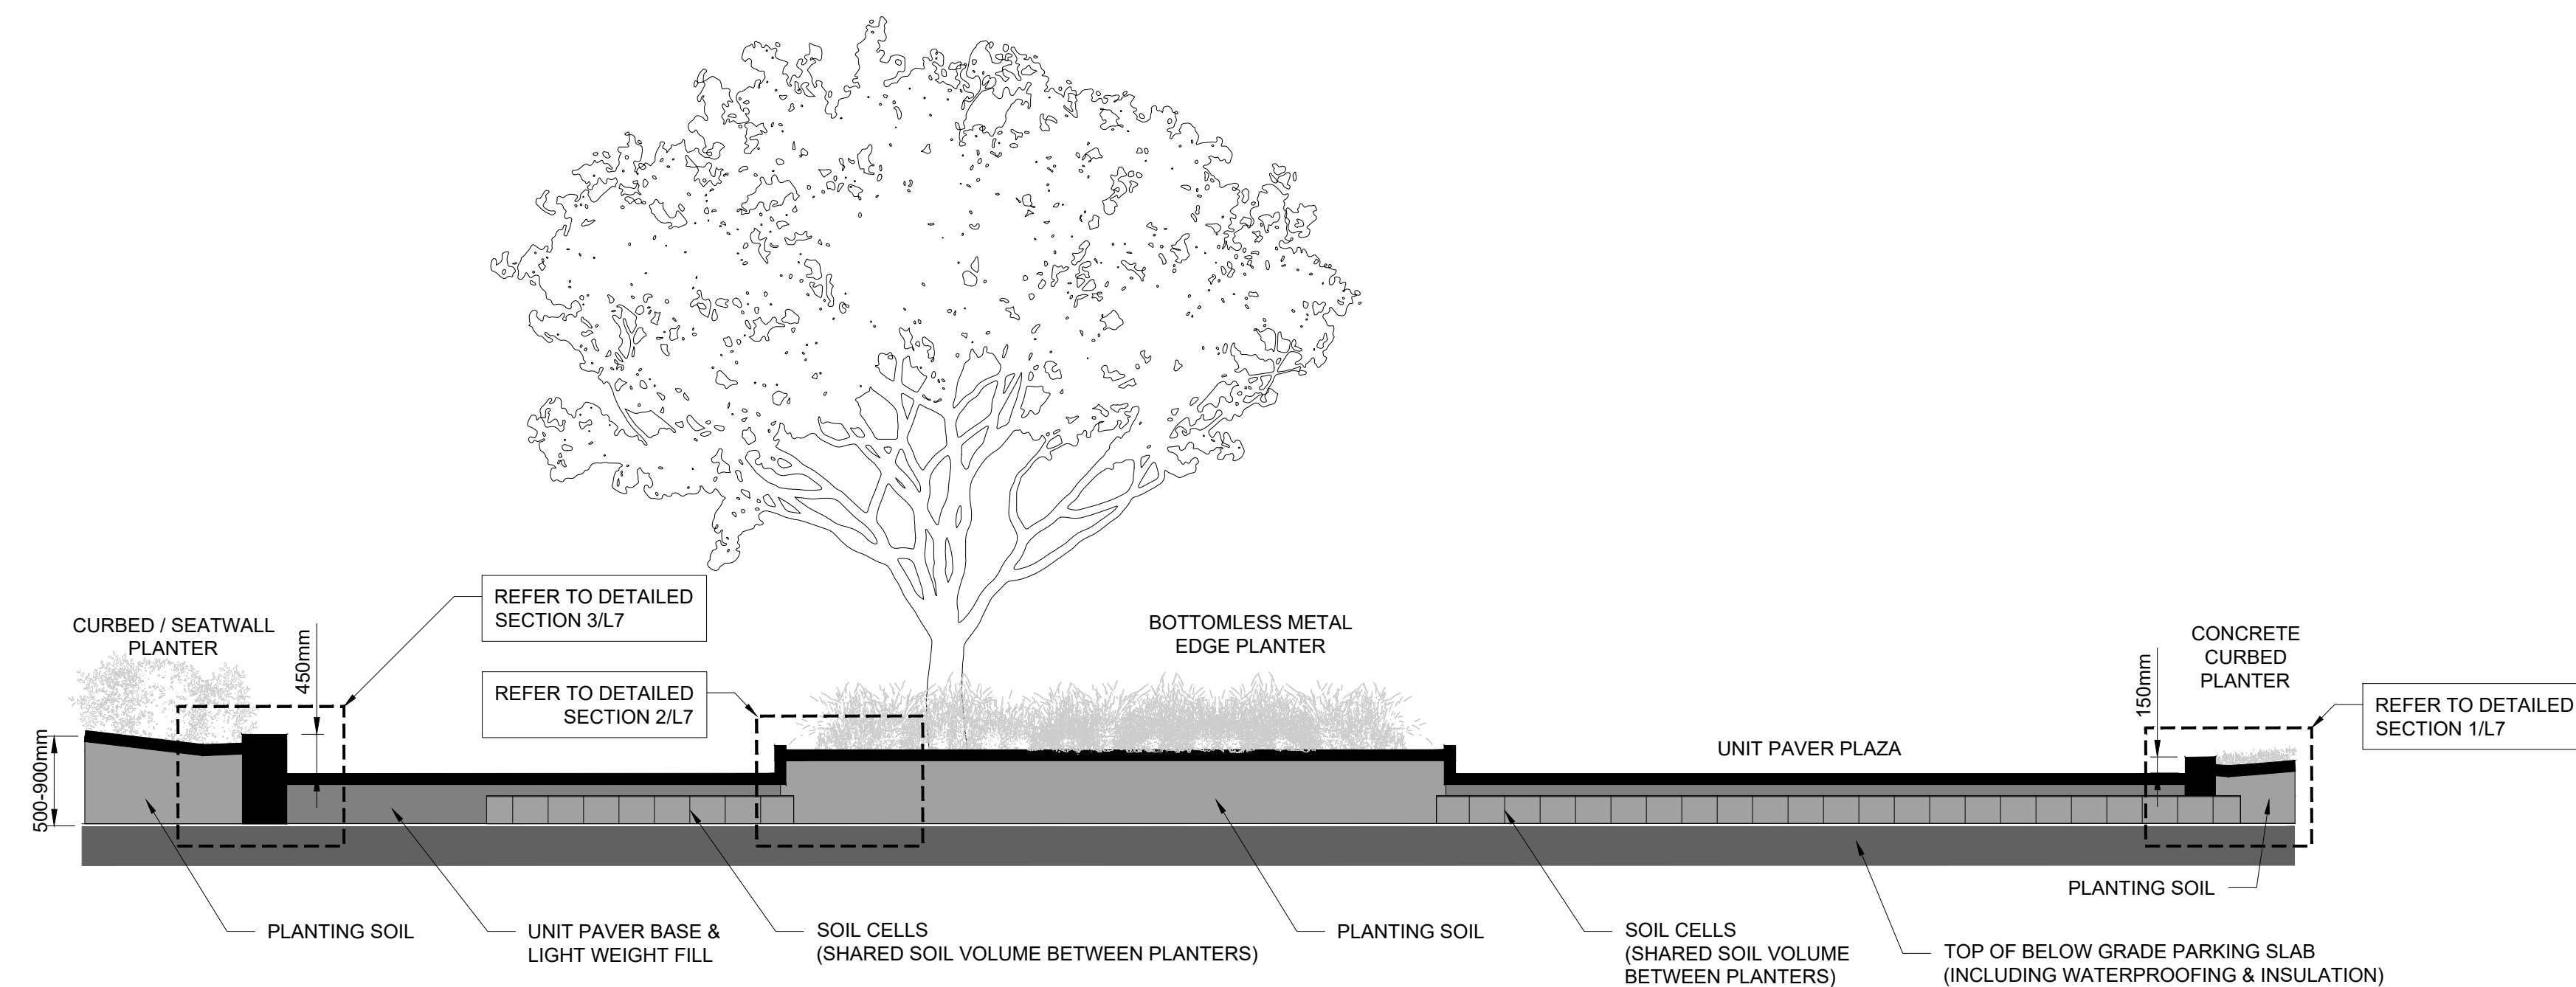 REFER TO DETAILED
SECTION 3/L7
CURBED / SEATWALL
PLANTER
450mm
BOTTOMLESS METAL
EDGE PLANTER
CONCRETE
CURBED
PLANTER
150mm
REFER TO DETAILED
SECTION 2/L7
REFER TO DETAILED
SECTION 1/L7
UNIT PAVER PLAZA
500-900mm
PLANTING SOIL
UNIT PAVER BASE &
LIGHT WEIGHT FILL
SOIL CELLS
(SHARED SOIL VOLUME BETWEEN PLANTERS)
PLANTING SOIL
SOIL CELLS
(SHARED SOIL VOLUME
BETWEEN PLANTERS)
PLANTING SOIL
TOP OF BELOW GRADE PARKING SLAB
(INCLUDING WATERPROOFING & INSULATION)